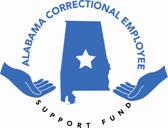 ALABAMA CORRECTIONAL EMPLOYEE
SUPPORT FUND